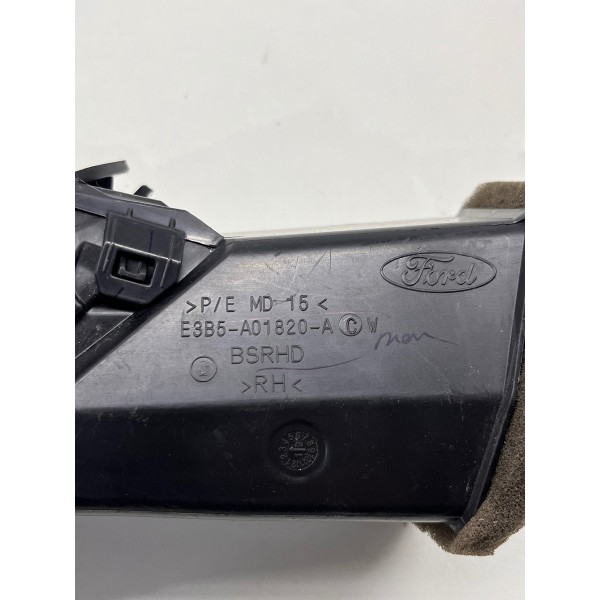 Ford
>P/E MD 15<
E3B5-A01820-A C W
BSRHD
>RH<